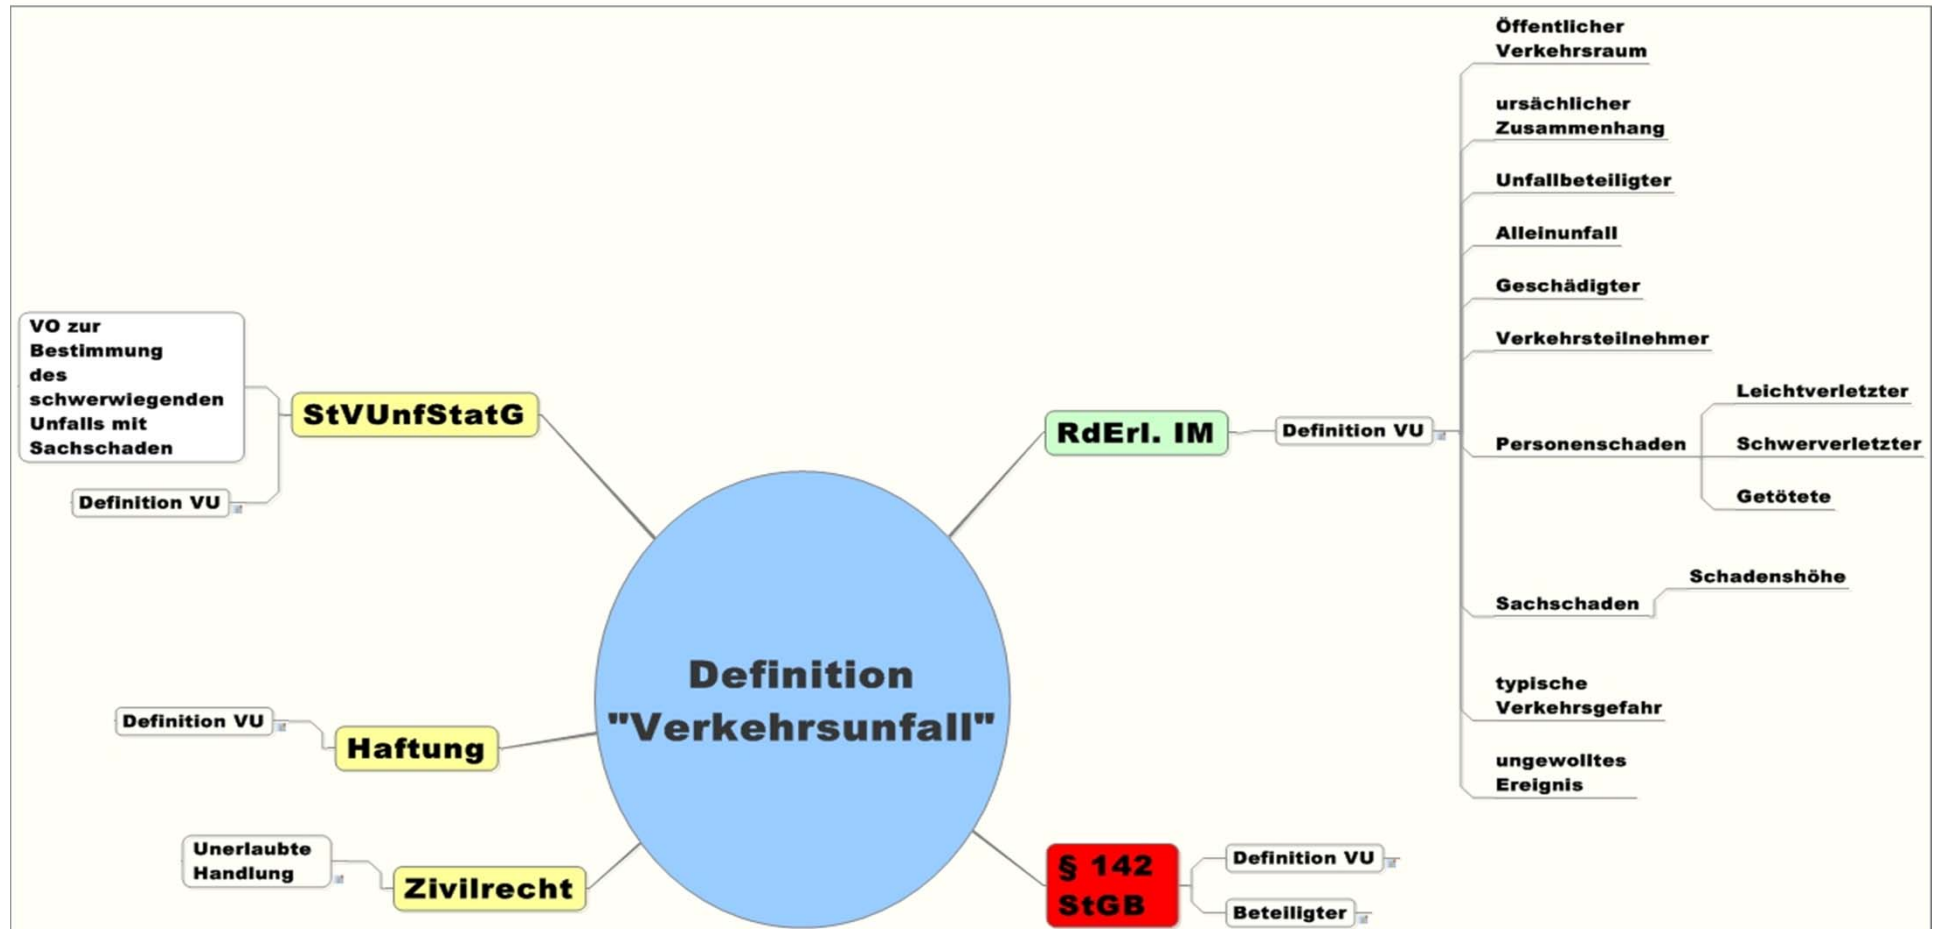 Definition
"Verkehrsunfall"
StVUnfStatG
VO zur
Bestimmung
des
schwerwiegenden
Unfalls mit
Sachschaden
Definition VU
Haftung
Definition VU
Zivilrecht
Unerlaubte
Handlung
RdErl. IM
Definition VU
Öffentlicher
Verkehrsraum
ursächlicher
Zusammenhang
Unfallbeteiligter
Alleinunfall
Geschädigter
Verkehrsteilnehmer
Personenschaden
Leichtverletzter
Schwerverletzter
Getötete
Sachschaden
Schadenshöhe
typische
Verkehrsgefahr
ungewolltes
Ereignis
§ 142
StGB
Definition VU
Beteiligter